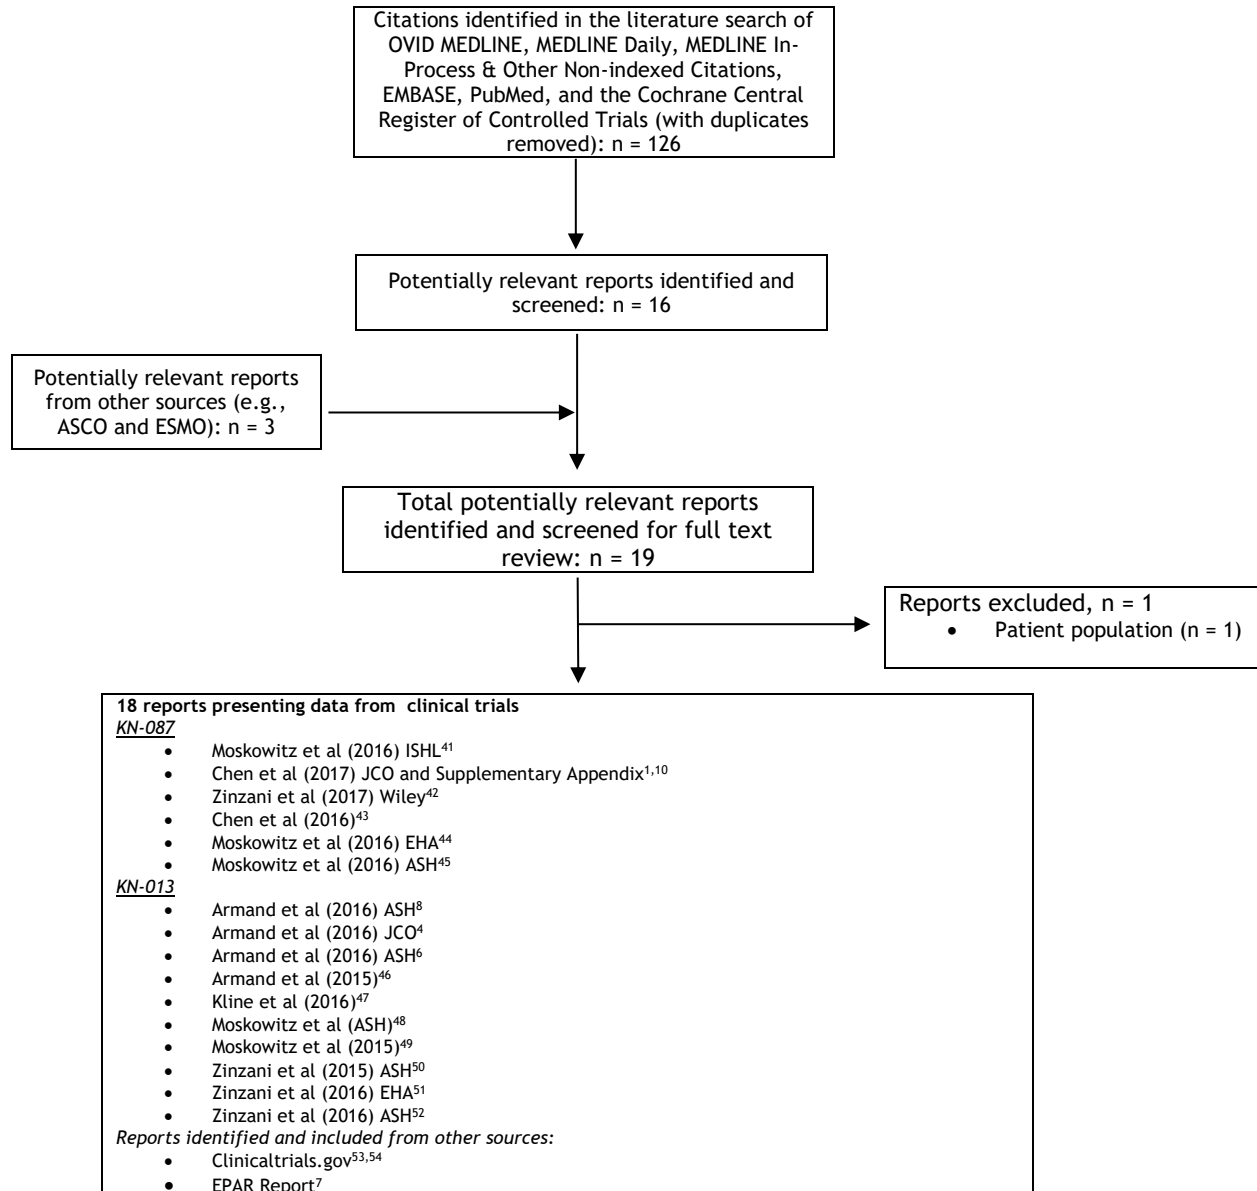 Citations identified in the literature search of
OVID MEDLINE, MEDLINE Daily, MEDLINE In-
Process & Other Non-indexed Citations,
EMBASE, PubMed, and the Cochrane Central
Register of Controlled Trials (with duplicates
removed): n = 126
Potentially relevant reports identified and
screened: n = 16
Potentially relevant reports
from other sources (e.g.,
ASCO and ESMO): n = 3
Total potentially relevant reports
identified and screened for full text
review: n = 19
Reports excluded, n = 1
• Patient population (n = 1)
18 reports presenting data from clinical trials
KN-087
• Moskowitz et al (2016) ISHL41
• Chen et al (2017) JCO and Supplementary Appendix1,10
• Zinzani et al (2017) Wiley42
• Chen et al (2016)43
• Moskowitz et al (2016) EHA44
• Moskowitz et al (2016) ASH45
KN-013
• Armand et al (2016) ASH8
• Armand et al (2016) JCO4
• Armand et al (2016) ASH6
• Armand et al (2015)46
• Kline et al (2016)47
• Moskowitz et al (ASH)48
• Moskowitz et al (2015)49
• Zinzani et al (2015) ASH50
• Zinzani et al (2016) EHA51
• Zinzani et al (2016) ASH52
Reports identified and included from other sources:
• Clinicaltrials.gov53,54
• EPAR Report7